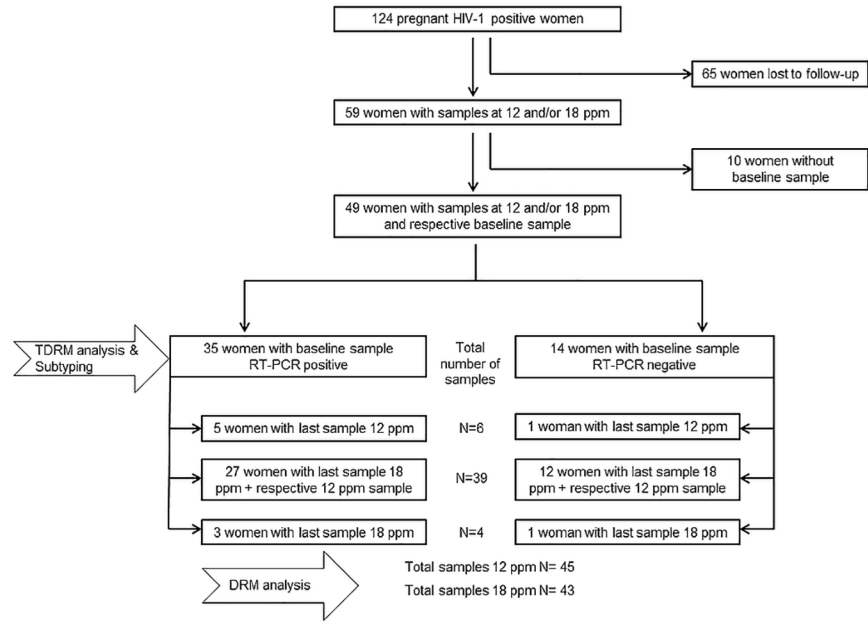 124 pregnant HIV-1 positive women
65 women lost to follow-up
59 women with samples at 12 and/or 18 ppm
10 women without
baseline sample
49 women with samples at 12 and/or 18 ppm
and respective baseline sample
TDRM analysis &
Subtyping
35 women with baseline sample
RT-PCR positive
Total
number of
samples
14 women with baseline sample
RT-PCR negative
5 women with last sample 12 ppm
N=6
1 woman with last sample 12 ppm
27 women with last sample 18
ppm + respective 12 ppm sample
N=39
12 women with last sample 18
ppm + respective 12 ppm sample
3 women with last sample 18 ppm
N=4
1 woman with last sample 18 ppm
DRM analysis
Total samples 12 ppm N= 45
Total samples 18 ppm N= 43